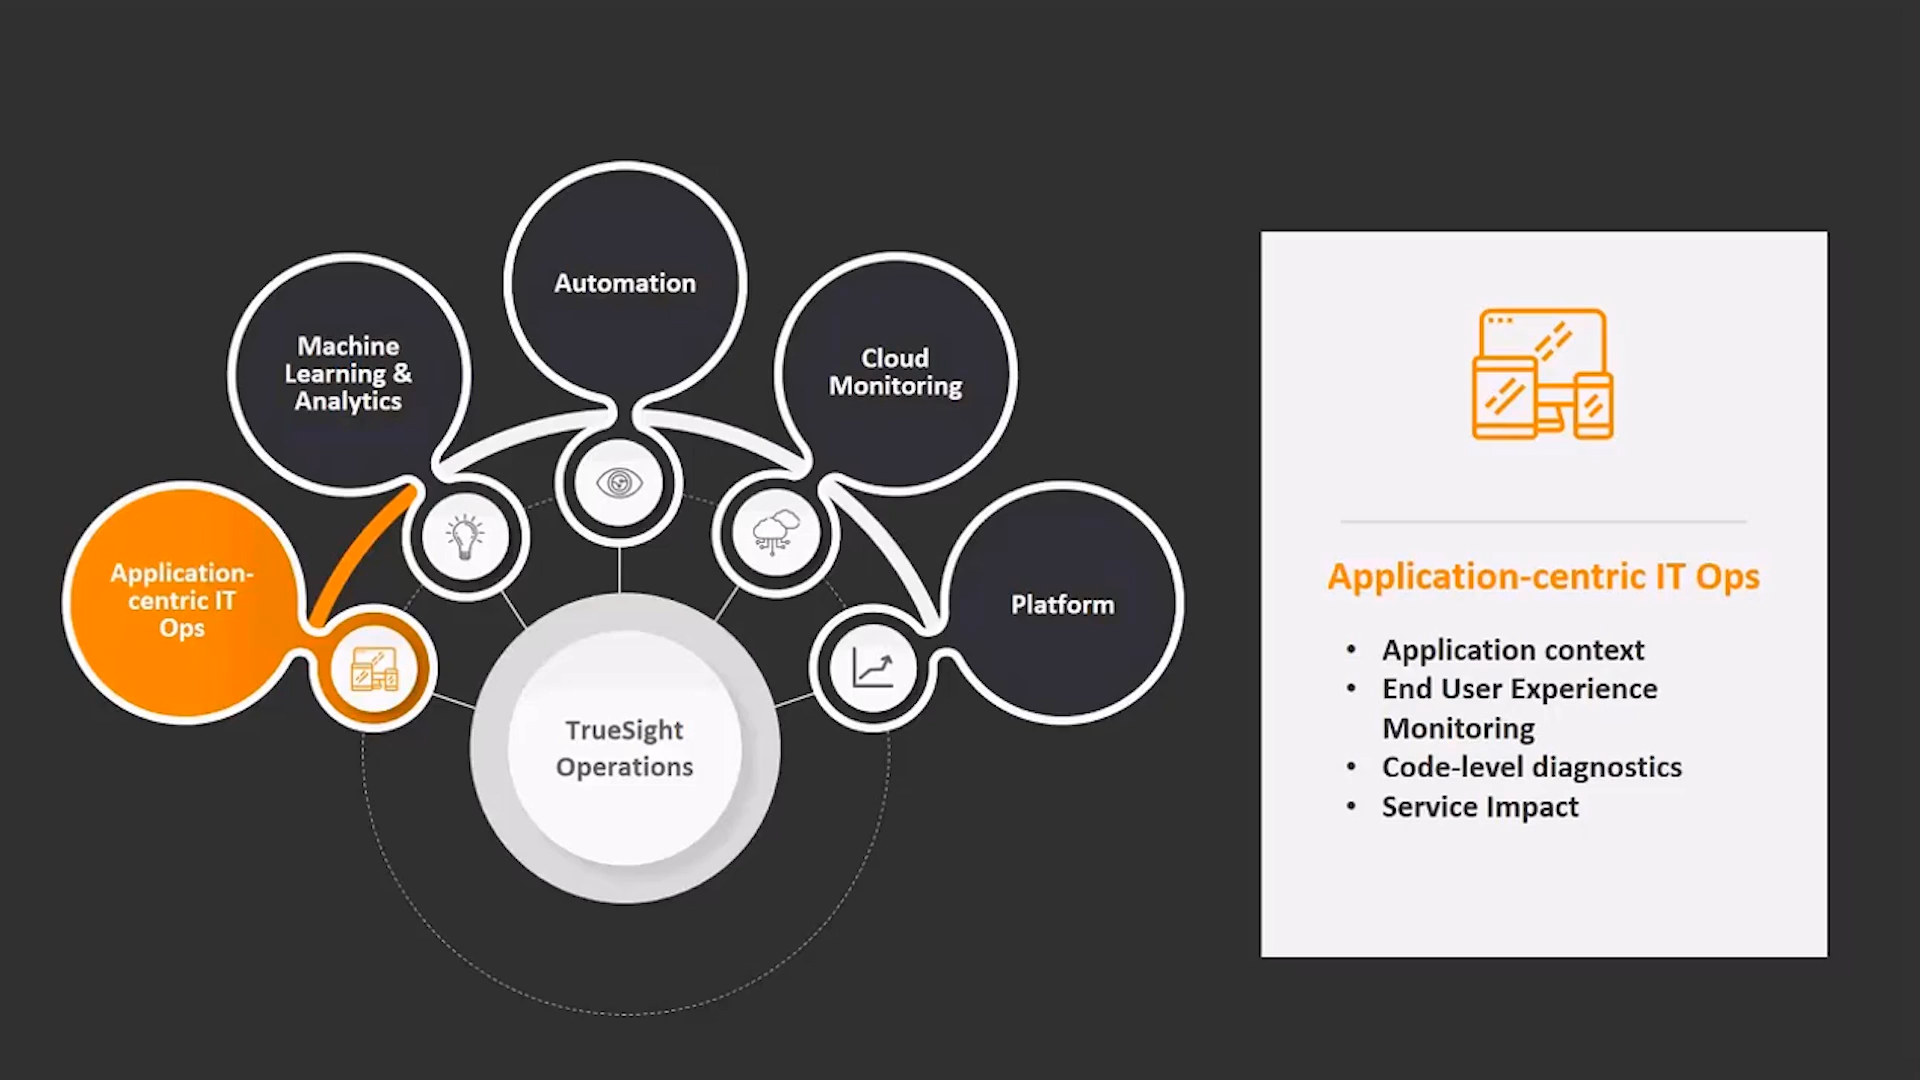 Automation
Machine
Learning &
Analytics
Cloud
Monitoring
Application-
centric IT
Ops
Platform
TrueSight
Operations
Application-centric IT Ops
• Application context
• End User Experience
Monitoring
• Code-level diagnostics
• Service Impact